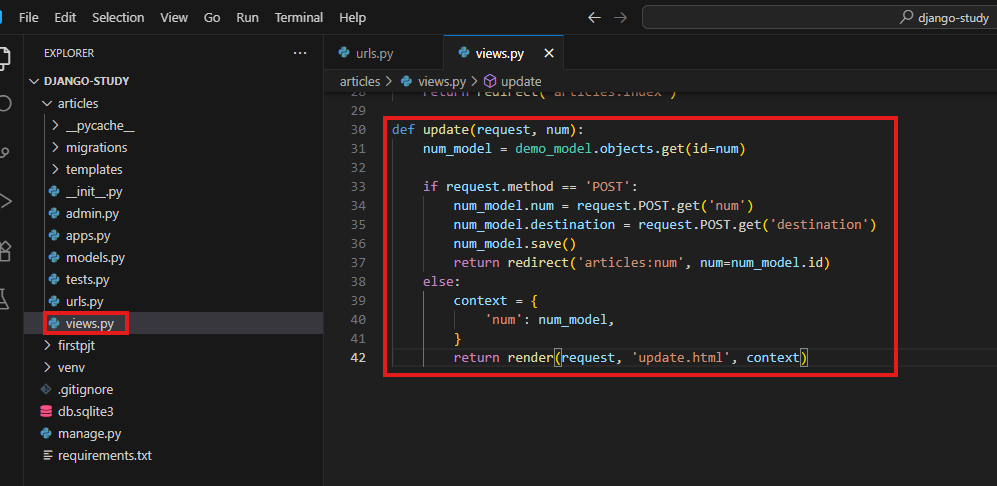 File Edit Selection View Go Run Terminal Help django-study
EXPLORER ···
DJANGO-STUDY
articles
__pycache__
migrations
templates
__init__.py
admin.py
apps.py
models.py
tests.py
urls.py
views.py
firstpjt
venv
.gitignore
db.sqlite3
manage.py
requirements.txt
urls.py views.py
articles > views.py > update
28 return redirect('articles:index')
29
30 def update(request, num):
31 num_model = demo_model.objects.get(id=num)
32
33 if request.method == 'POST':
34 num_model.num = request.POST.get('num')
35 num_model.destination = request.POST.get('destination')
36 num_model.save()
37 return redirect('articles:num', num=num_model.id)
38 else:
39 context = {
40 'num': num_model,
41 }
42 return render(request, 'update.html', context)